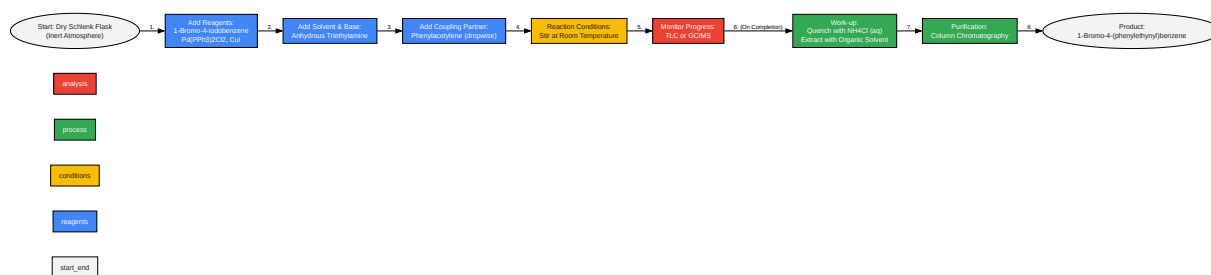 Start: Dry Schlenk Flask
(Inert Atmosphere)
1.
Add Reagents:
1-Bromo-4-iodobenzene
Pd(PPh3)2Cl2, CuI
2.
Add Solvent & Base:
Anhydrous Triethylamine
3.
Add Coupling Partner:
Phenylacetylene (dropwise)
4.
Reaction Conditions:
Stir at Room Temperature
5.
Monitor Progress:
TLC or GC/MS
6. (On Completion)
Work-up:
Quench with NH4Cl (aq)
Extract with Organic Solvent
7.
Purification:
Column Chromatography
8.
Product:
1-Bromo-4-(phenylethynyl)benzene
analysis
process
conditions
reagents
start_end